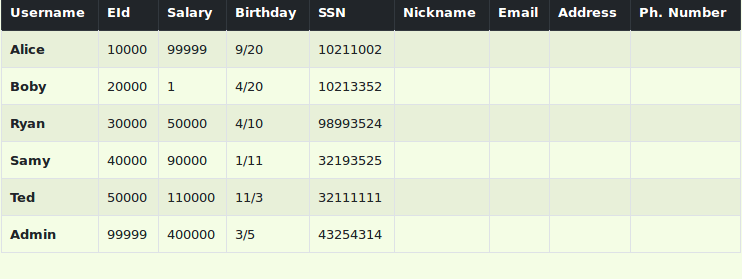 Username EId Salary Birthday SSN Nickname Email Address Ph. Number
Alice 10000 99999 9/20 10211002
Boby 20000 1 4/20 10213352
Ryan 30000 50000 4/10 98993524
Samy 40000 90000 1/11 32193525
Ted 50000 110000 11/3 32111111
Admin 99999 400000 3/5 43254314